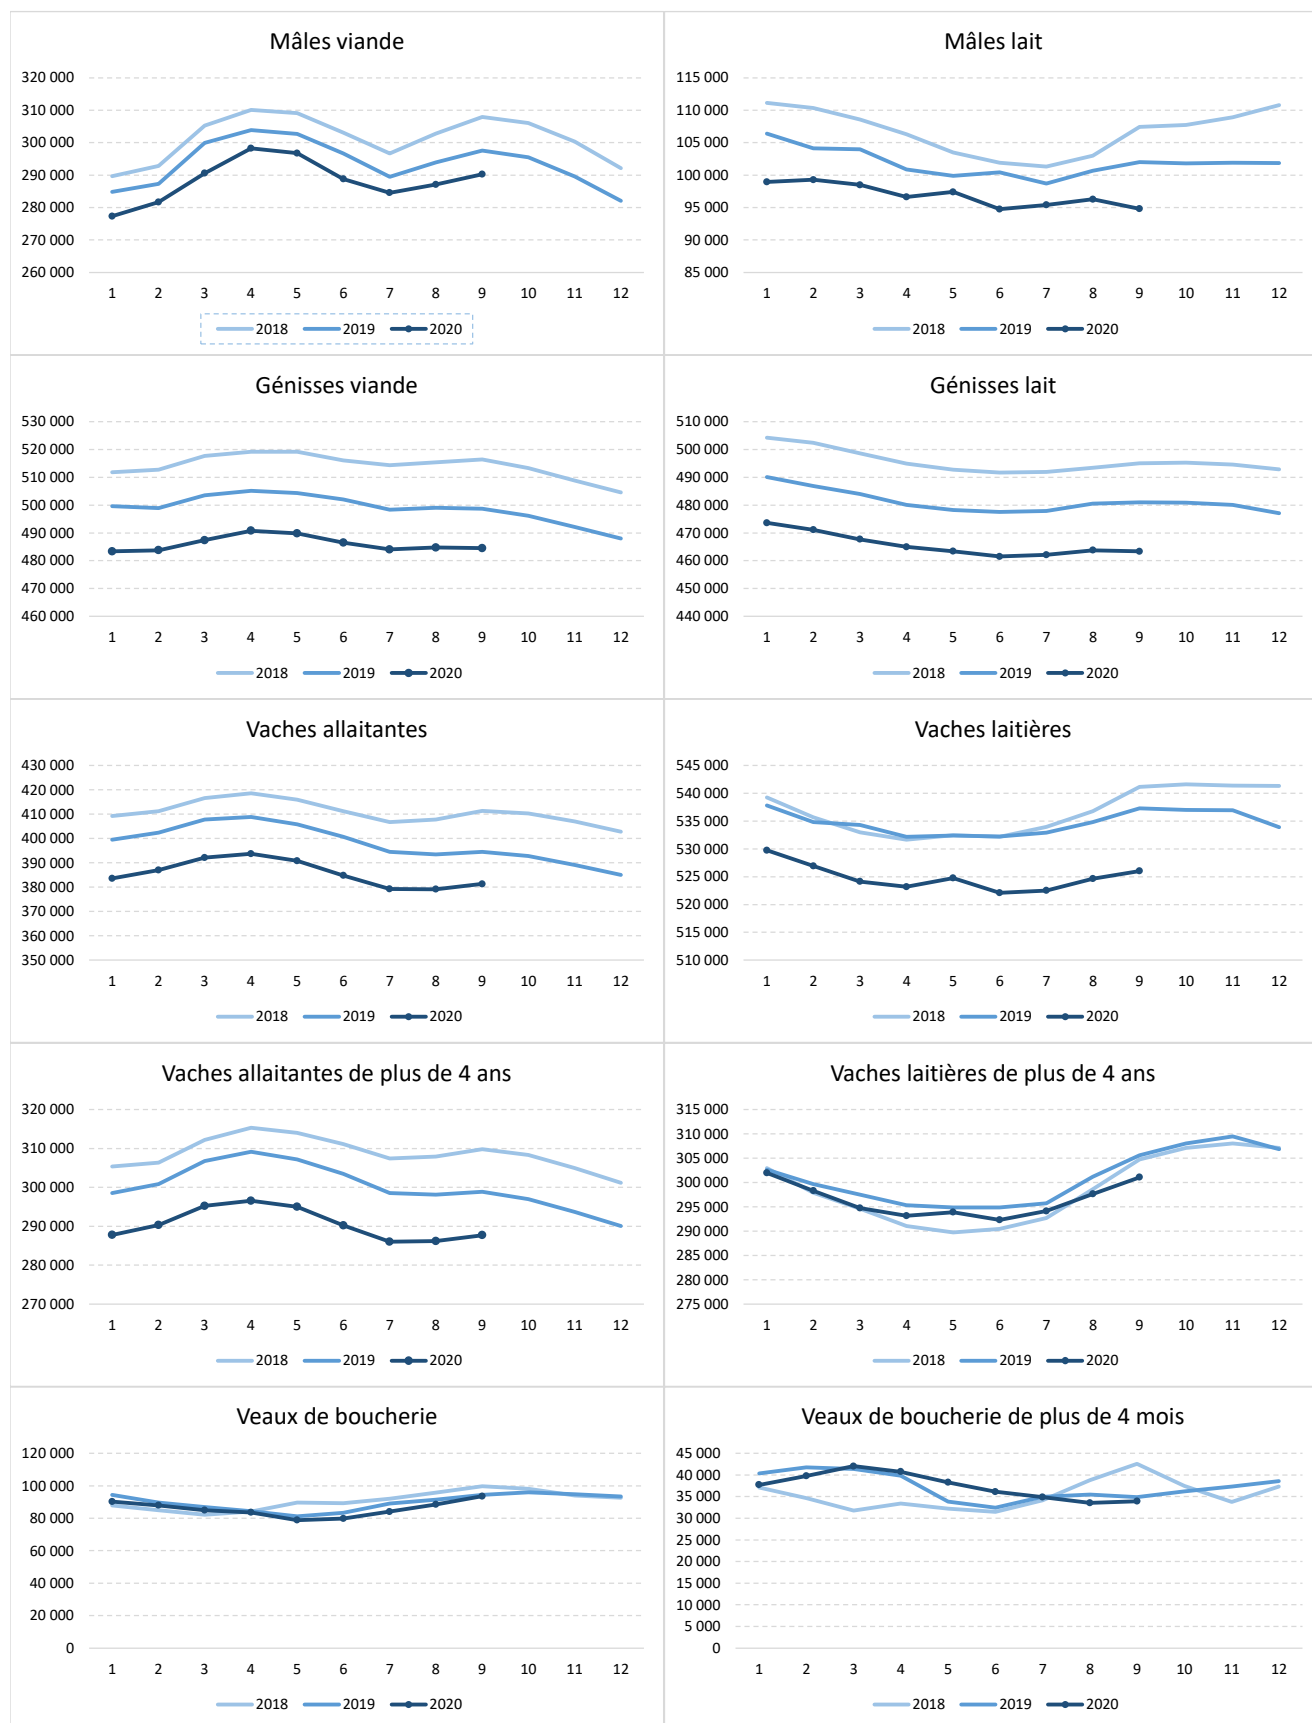 Mâles viande
320 000
310 000
300 000
290 000
280 000
270 000
260 000
1 2 3 4 5 6 7 8 9 10 11 12
2018 2019 2020
Mâles lait
115 000
110 000
105 000
100 000
95 000
90 000
85 000
1 2 3 4 5 6 7 8 9 10 11 12
2018 2019 2020
Génisses viande
530 000
520 000
510 000
500 000
490 000
480 000
470 000
460 000
1 2 3 4 5 6 7 8 9 10 11 12
2018 2019 2020
Génisses lait
510 000
500 000
490 000
480 000
470 000
460 000
450 000
440 000
1 2 3 4 5 6 7 8 9 10 11 12
2018 2019 2020
Vaches allaitantes
430 000
420 000
410 000
400 000
390 000
380 000
370 000
360 000
350 000
1 2 3 4 5 6 7 8 9 10 11 12
2018 2019 2020
Vaches laitières
545 000
540 000
535 000
530 000
525 000
520 000
515 000
510 000
1 2 3 4 5 6 7 8 9 10 11 12
2018 2019 2020
Vaches allaitantes de plus de 4 ans
320 000
310 000
300 000
290 000
280 000
270 000
1 2 3 4 5 6 7 8 9 10 11 12
2018 2019 2020
Vaches laitières de plus de 4 ans
315 000
310 000
305 000
300 000
295 000
290 000
285 000
280 000
275 000
1 2 3 4 5 6 7 8 9 10 11 12
2018 2019 2020
Veaux de boucherie
120 000
100 000
80 000
60 000
40 000
20 000
0
1 2 3 4 5 6 7 8 9 10 11 12
2018 2019 2020
Veaux de boucherie de plus de 4 mois
45 000
40 000
35 000
30 000
25 000
20 000
15 000
10 000
5 000
0
1 2 3 4 5 6 7 8 9 10 11 12
2018 2019 2020